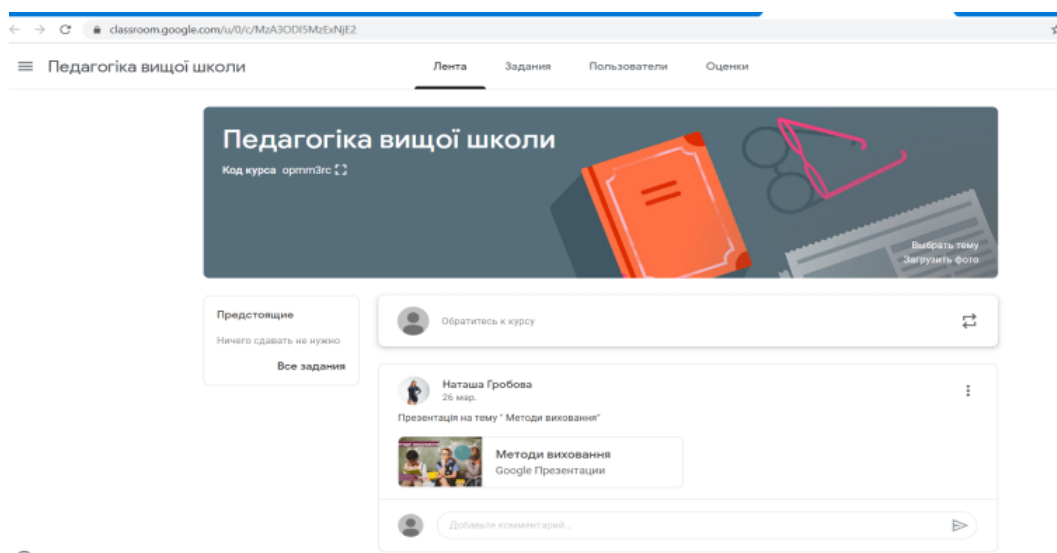 classroom.google.com/u/0/c/MzA3ODI5MzExNjE2
Педагогіка вищої школи
Лента Задания Пользователи Оценки
Педагогіка вищої школи
Код курса opmm3rc
Выбрать тему
Загрузить фото
Предстоящие
Ничего сдавать не нужно
Все задания
Обратитесь к курсу
Наташа Гробова
26 мар.
Презентація на тему " Методи виховання"
Методи виховання
Google Презентации
Добавьте комментарий...